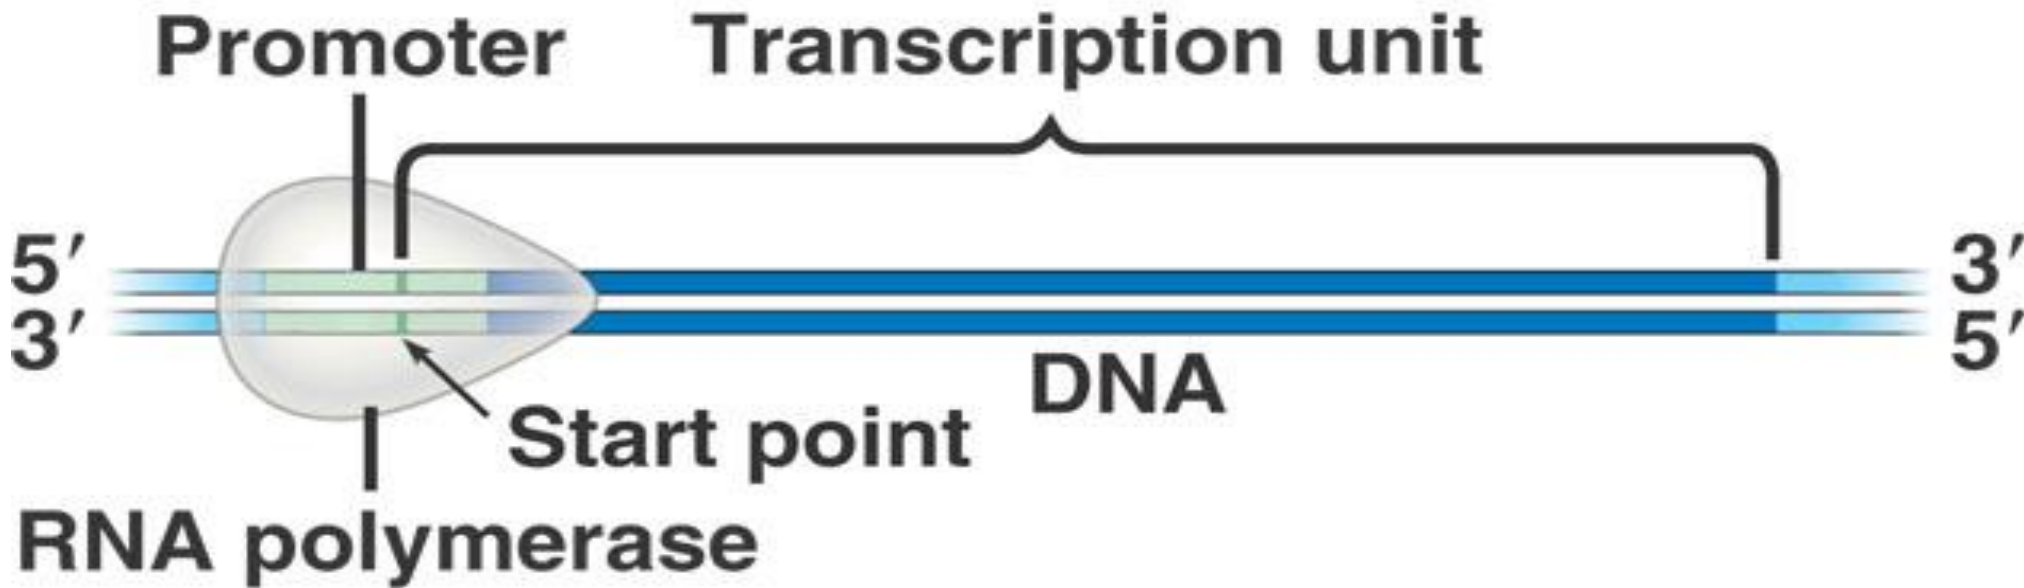 Promoter
Transcription unit
5′
3′
3′
5′
DNA
Start point
RNA polymerase